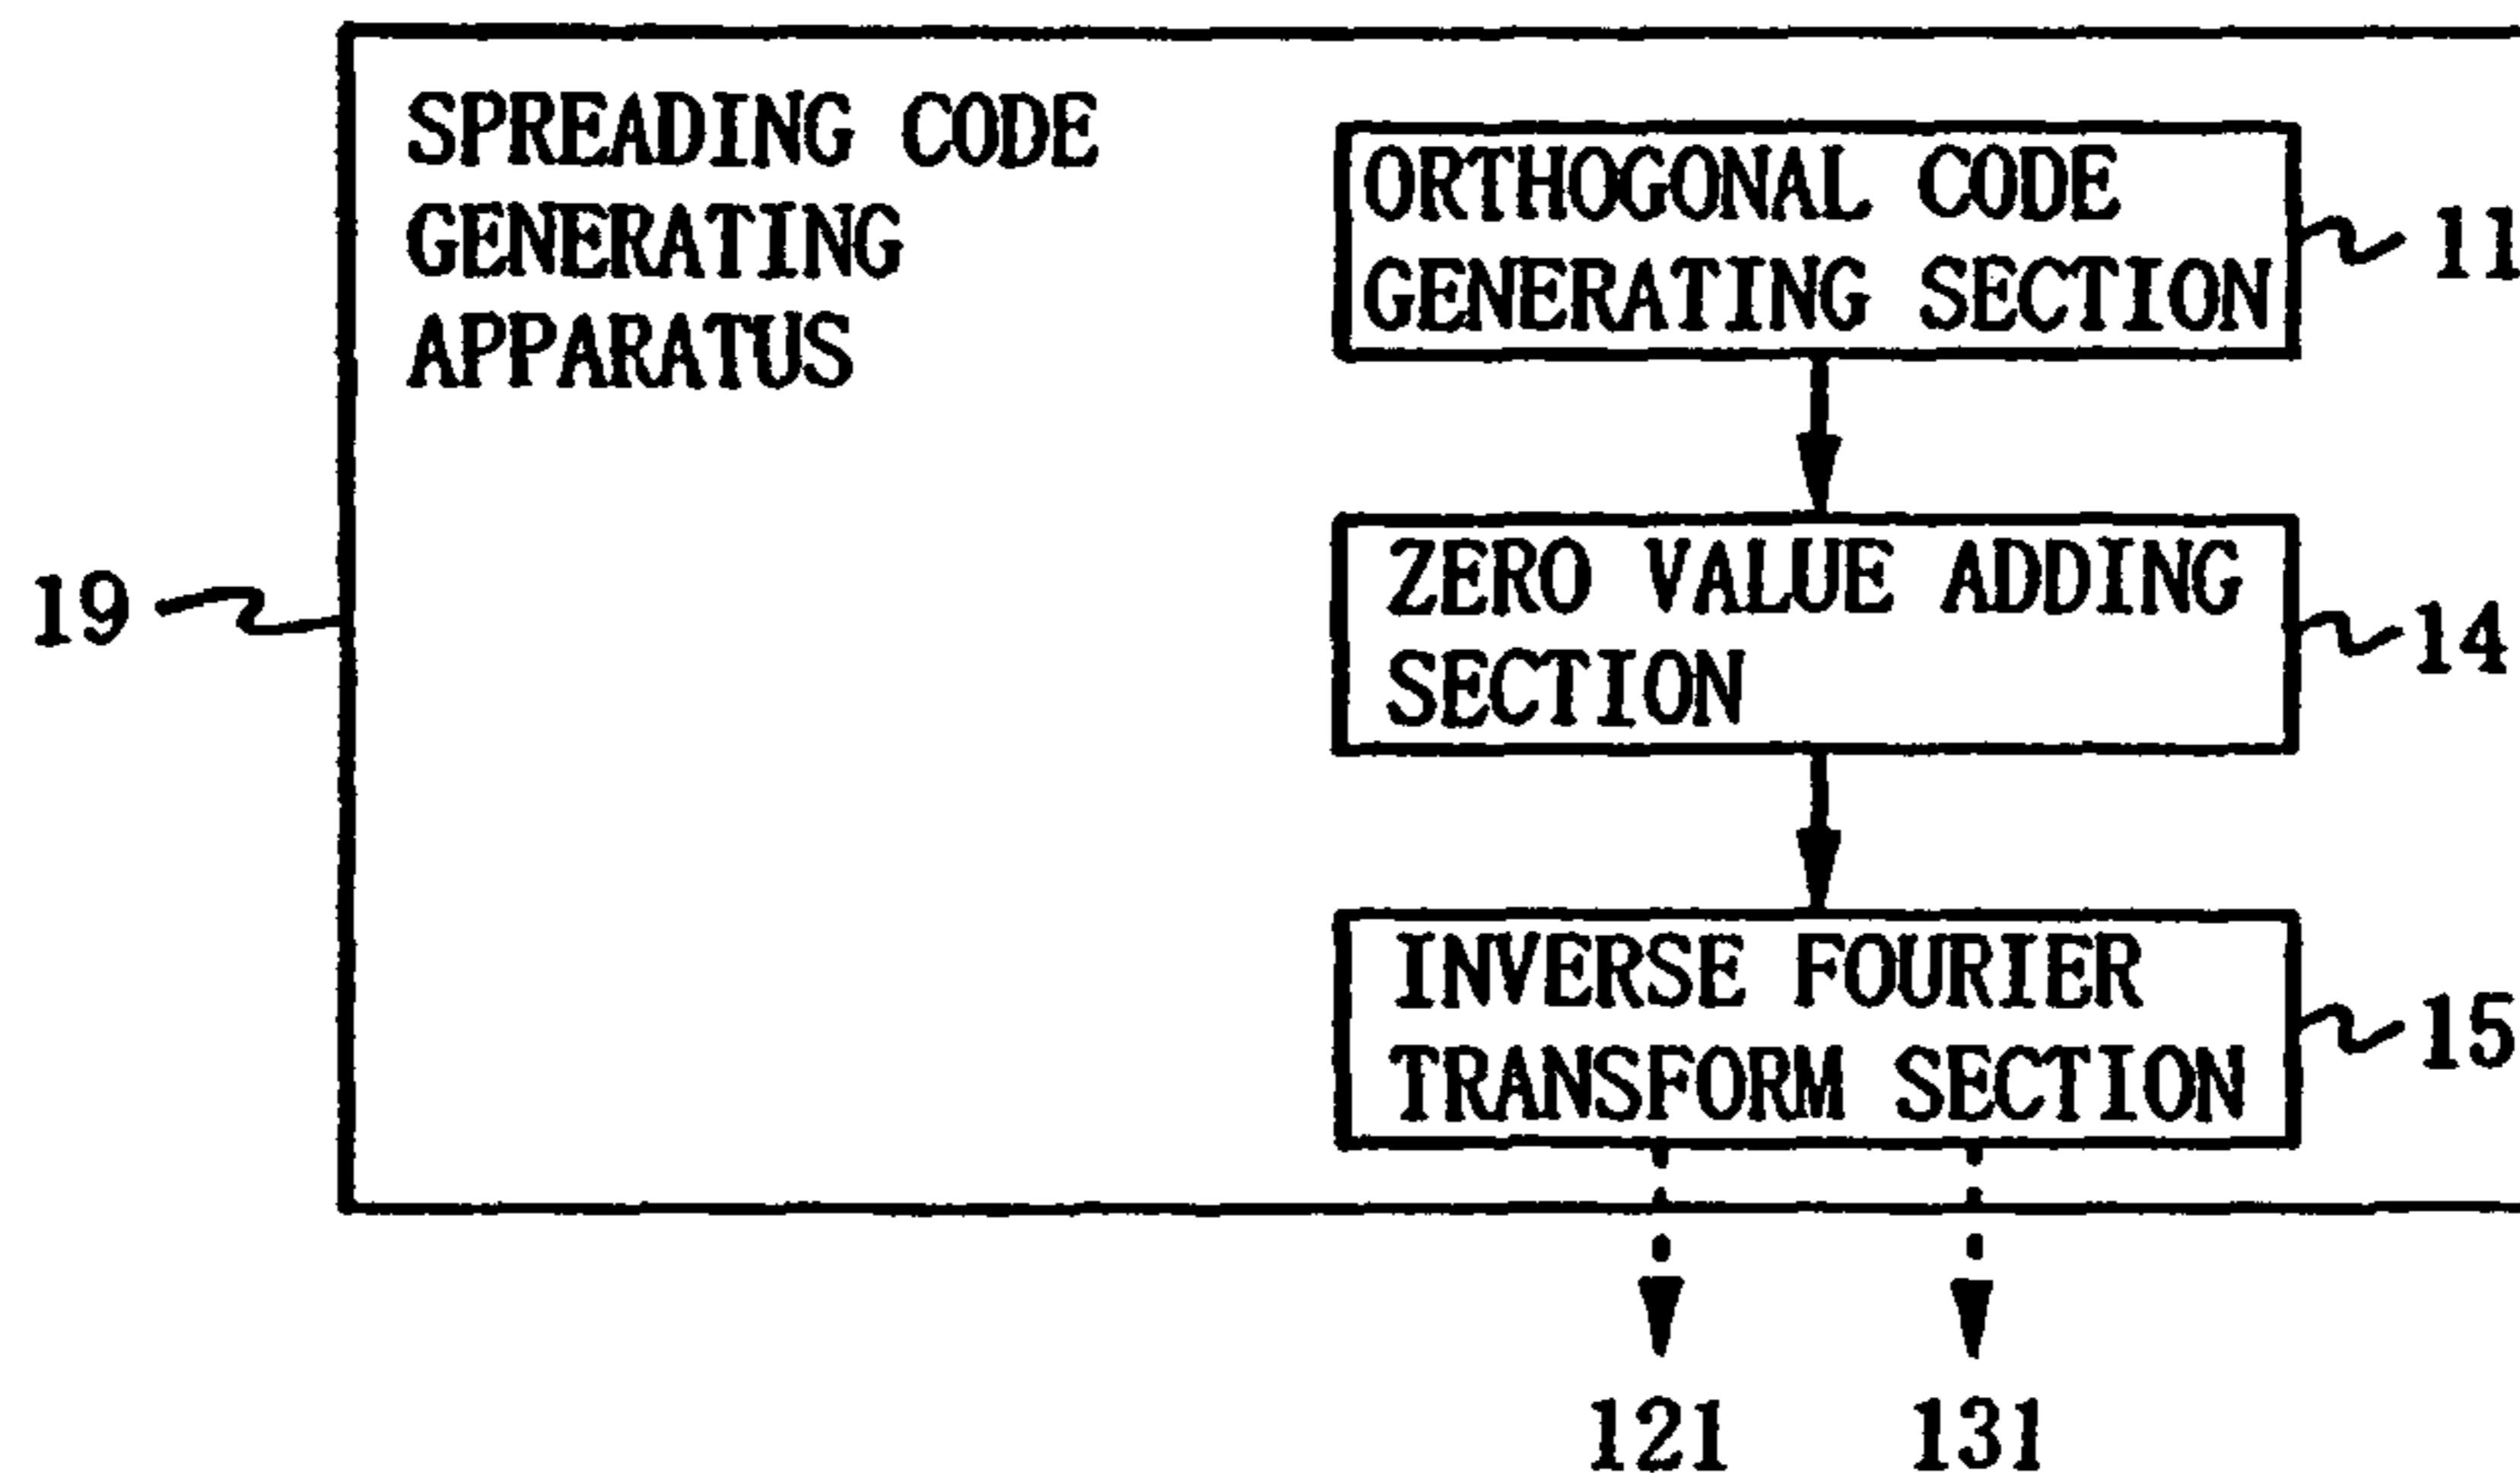 SPREADING CODE
GENERATING
APPARATUS
ORTHOGONAL CODE
GENERATING SECTION
11
19
ZERO VALUE ADDING
SECTION
14
INVERSE FOURIER
TRANSFORM SECTION
15
121
131